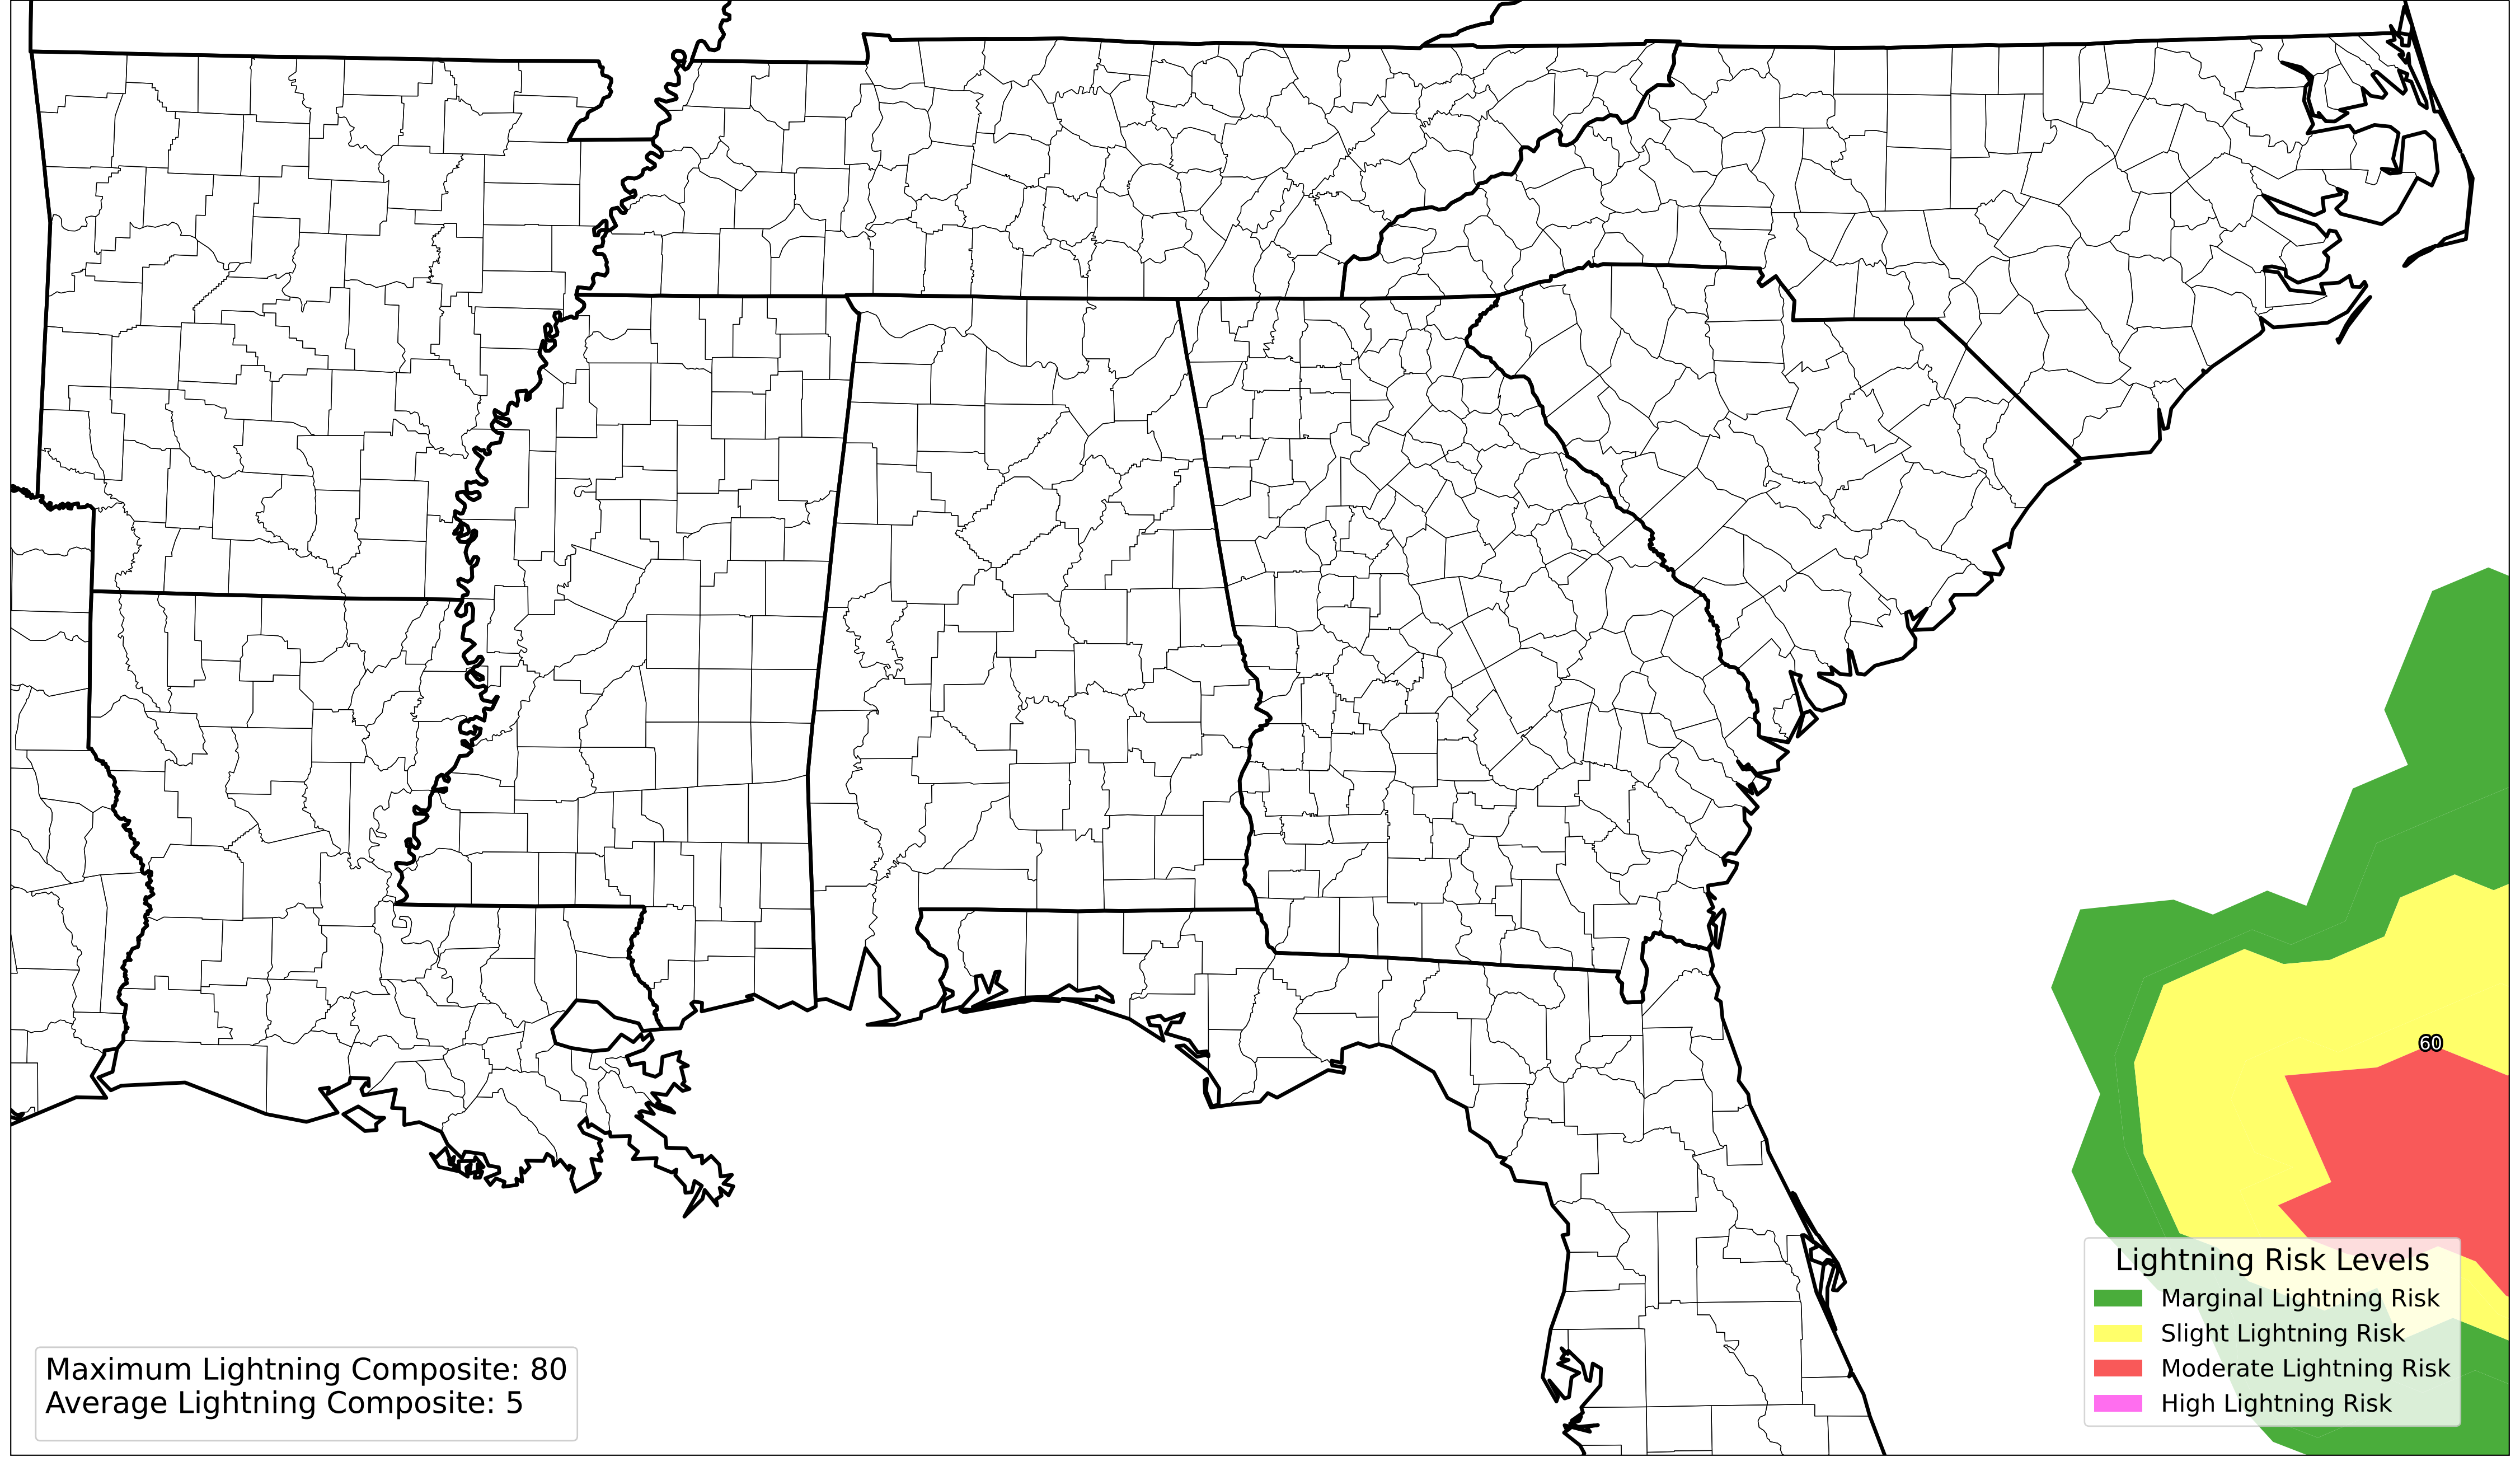 60
Lightning Risk Levels
Marginal Lightning Risk
Slight Lightning Risk
Moderate Lightning Risk
High Lightning Risk
Maximum Lightning Composite: 80
Average Lightning Composite: 5